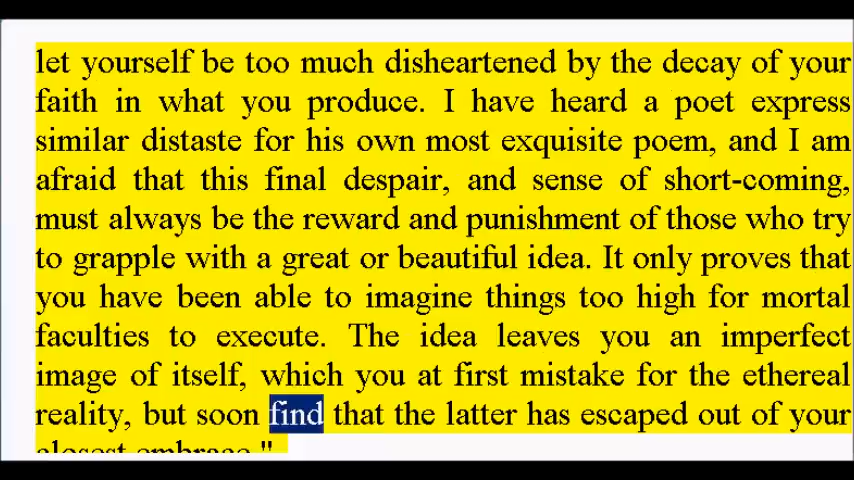 let yourself be too much disheartened by the decay of your
faith in what you produce. I have heard a poet express
similar distaste for his own most exquisite poem, and I am
afraid that this final despair, and sense of short-coming,
must always be the reward and punishment of those who try
to grapple with a great or beautiful idea. It only proves that
you have been able to imagine things too high for mortal
faculties to execute. The idea leaves you an imperfect
image of itself, which you at first mistake for the ethereal
reality, but soon find that the latter has escaped out of your
closest embrace."